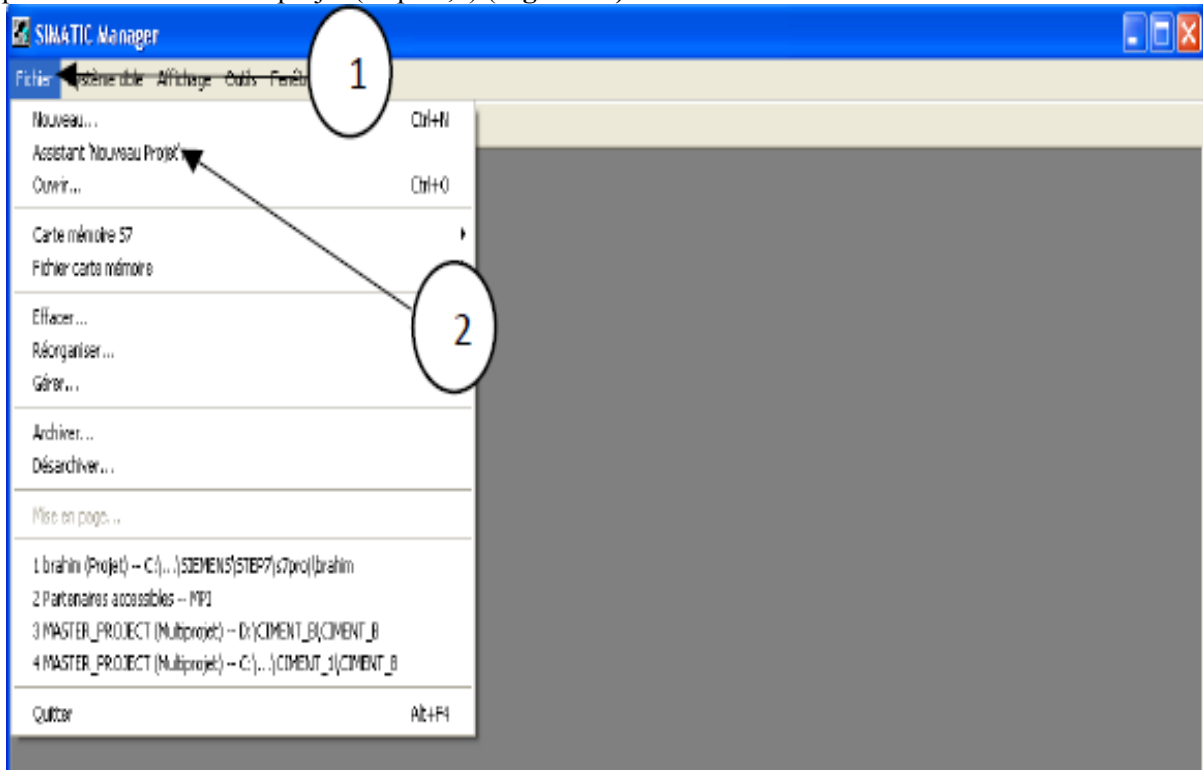 SIMATIC Manager
Fichier Affichage Outils
1
Nouveau... Ctrl+N
Assistant 'Nouveau Projet'
Ouvrir... Ctrl+O
Carte mémoire S7
Fichier carte mémoire
Effacer...
2
Réorganiser...
Gérer...
Archiver...
Désarchiver...
Mise en page...
1 brahim (Projet) -- C:\...\SIEMENS\STEP7\s7proj\brahim
2 Partenaires accessibles -- MPI
3 MASTER_PROJECT (Multiprojet) -- D:\CIMENT_B\CIMENT_B
4 MASTER_PROJECT (Multiprojet) -- C:\...\CIMENT_1\CIMENT_B
Quitter Alt+F4